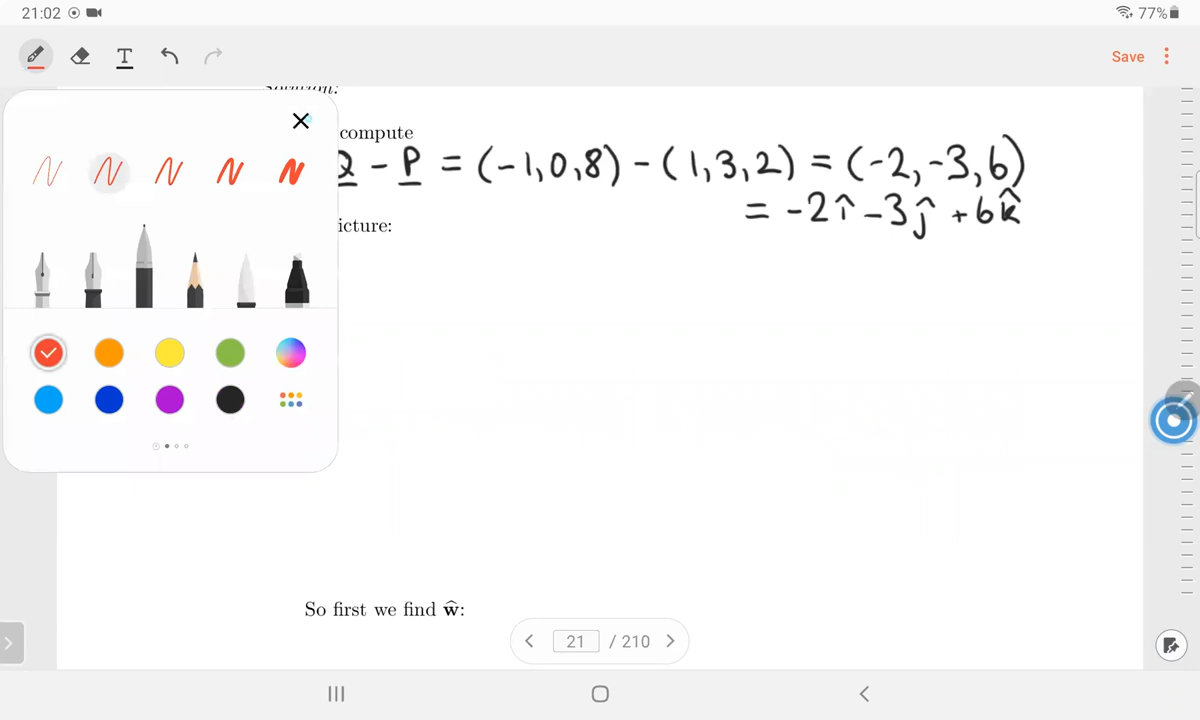 21:02 77%
T Save
Solution:
compute
Q - P = (-1,0,8) - (1,3,2) = (-2,-3,6)
= -2î -3ĵ +6k̂
icture:
So first we find ŵ:
21 / 210